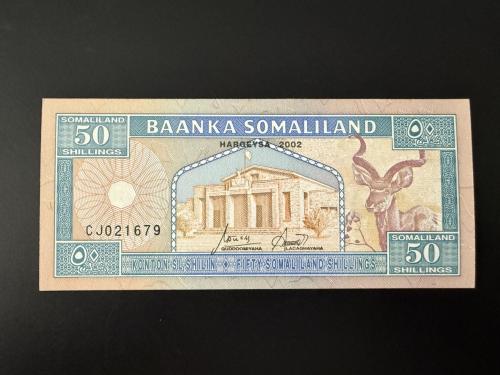 SOMALILAND
50
SHILLINGS
BAANKA SOMALILAND
HARGEYSA 2002
٥٠
CJ021679
GUDDOOMIYAHA
LACAGHAYAHA
٥٠
KONTON SL.SHILIN • FIFTY SOMALILAND SHILLINGS
SOMALILAND
50
SHILLINGS